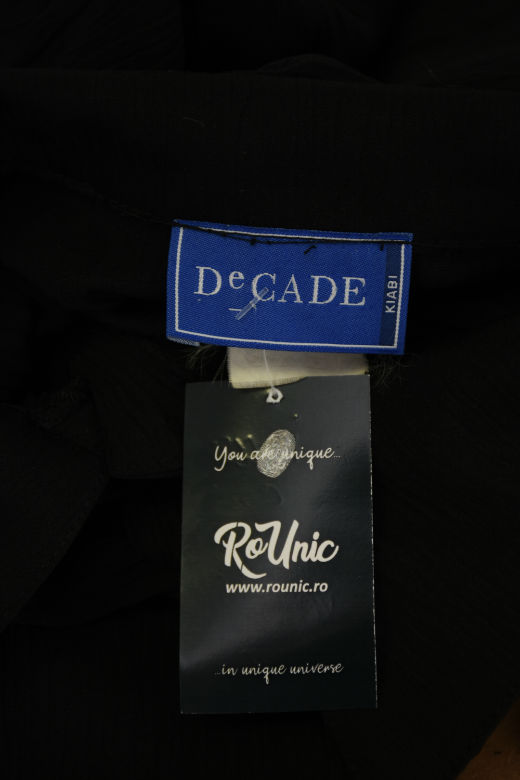 DeCADE
KIABI
You are unique...
RoUnic
www.rounic.ro
...in unique universe